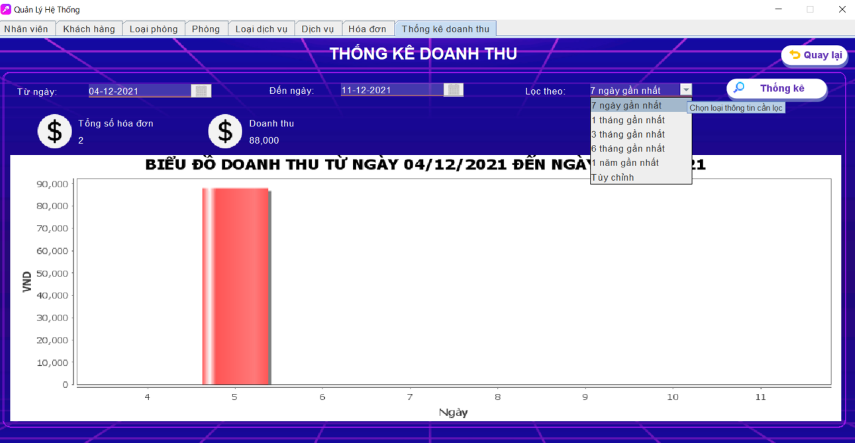 Quản Lý Hệ Thống
Nhân viên Khách hàng Loại phòng Phòng Loại dịch vụ Dịch vụ Hóa đơn Thống kê doanh thu
THỐNG KÊ DOANH THU
Quay lại
Từ ngày: 04-12-2021 Đến ngày: 11-12-2021 Lọc theo: 7 ngày gần nhất Thống kê
7 ngày gần nhất
Chọn loại thông tin cần lọc
1 tháng gần nhất
3 tháng gần nhất
6 tháng gần nhất
1 năm gần nhất
Tùy chỉnh
$ Tổng số hóa đơn
2
$ Doanh thu
88,000
BIỂU ĐỒ DOANH THU TỪ NGÀY 04/12/2021 ĐẾN NGÀY 21
90,000
80,000
70,000
60,000
50,000
40,000
30,000
20,000
10,000
0
VND
4 5 6 7 8 9 10 11
Ngày